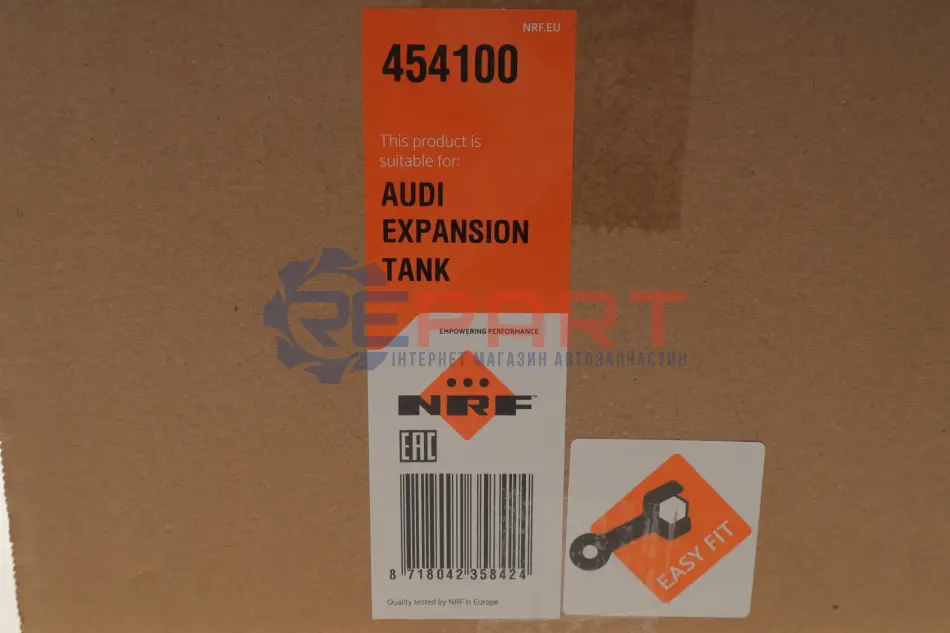 NRF.EU
454100
This product is
suitable for:
AUDI
EXPANSION
TANK
REPART
ІНТЕРНЕТ МАГАЗИН АВТОЗАПЧАСТИН
EMPOWERING PERFORMANCE
NRF™
EAC
8 718042 358424
EASY FIT
Quality tested by NRF in Europe